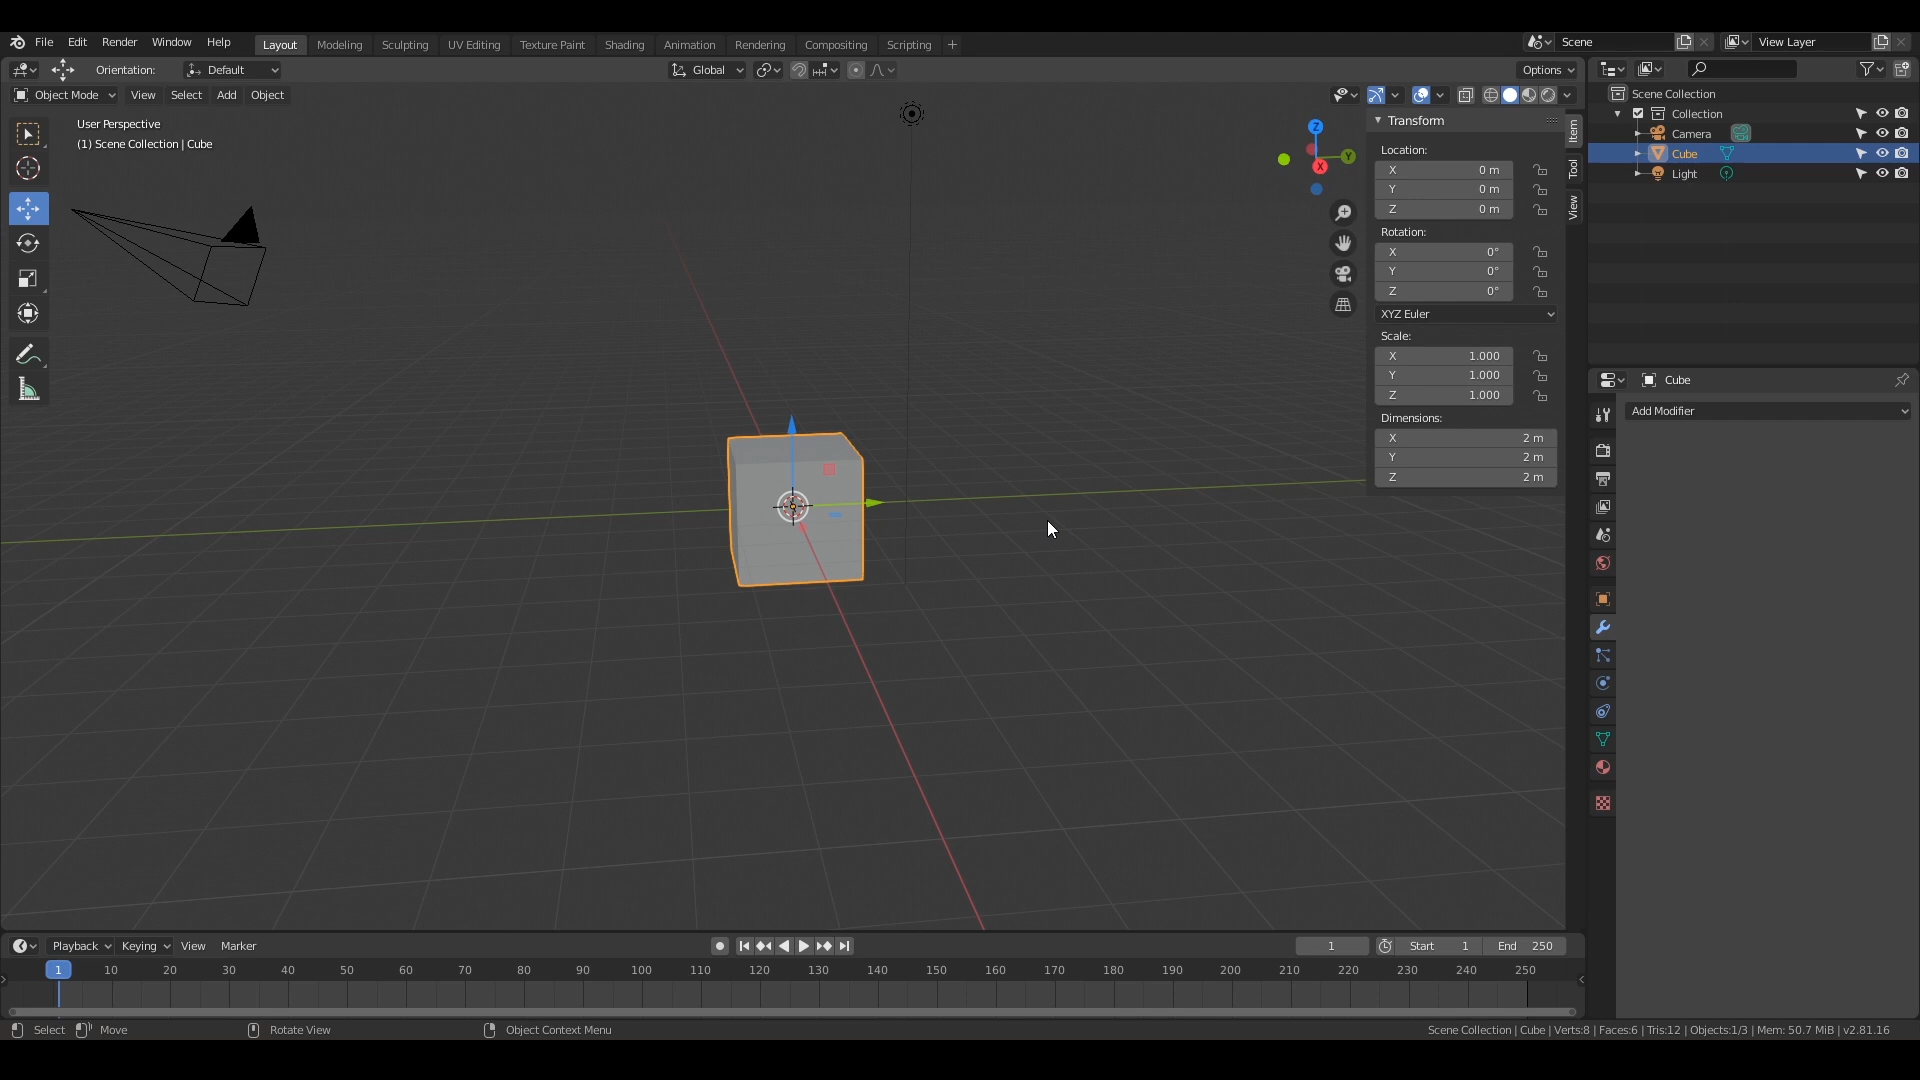 File Edit Render Window Help Layout Modeling Sculpting UV Editing Texture Paint Shading Animation Rendering Compositing Scripting + Scene View Layer
Orientation: Default Global Options
Object Mode View Select Add Object
User Perspective
(1) Scene Collection | Cube
Z
Y
X
Transform
Location:
X 0 m
Y 0 m
Z 0 m
Rotation:
X 0°
Y 0°
Z 0°
XYZ Euler
Scale:
X 1.000
Y 1.000
Z 1.000
Dimensions:
X 2 m
Y 2 m
Z 2 m
Item
Tool
View
Scene Collection
Collection
Camera
Cube
Light
Cube
Add Modifier
Playback Keying View Marker 1 Start 1 End 250
1 10 20 30 40 50 60 70 80 90 100 110 120 130 140 150 160 170 180 190 200 210 220 230 240 250
Select Move Rotate View Object Context Menu Scene Collection | Cube | Verts:8 | Faces:6 | Tris:12 | Objects:1/3 | Mem: 50.7 MiB | v2.81.16